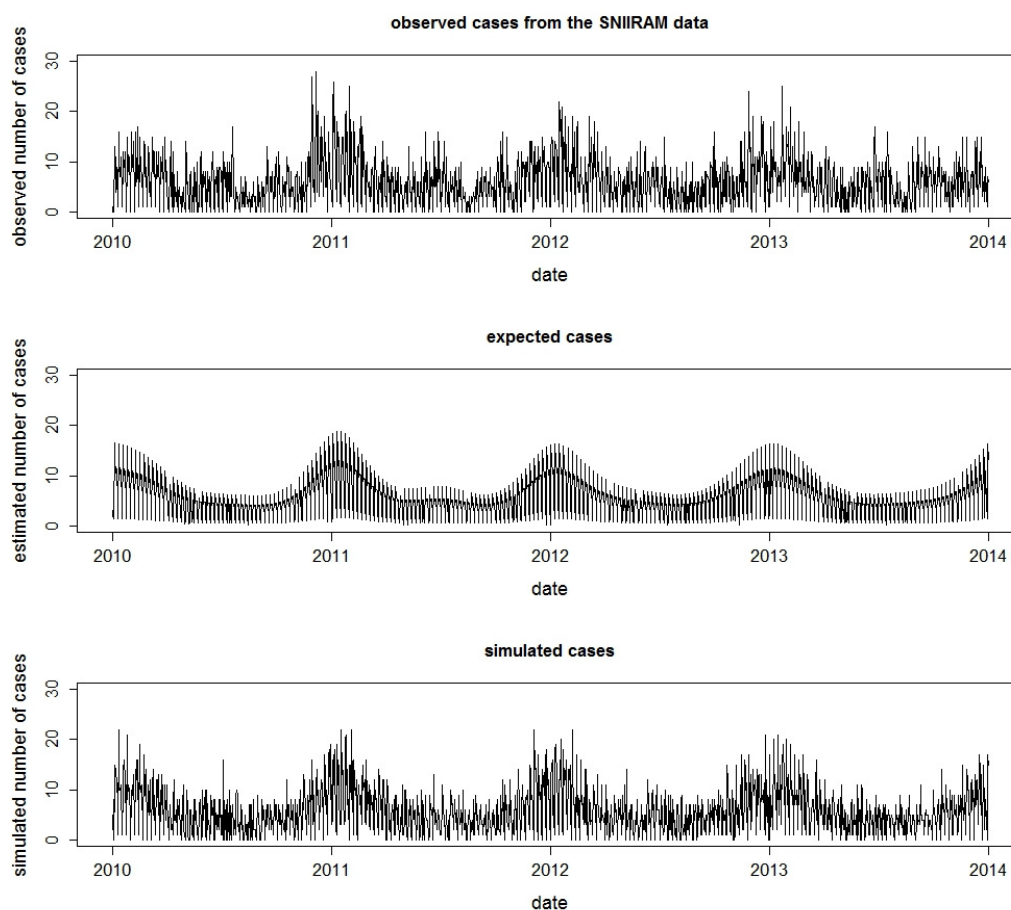 observed cases from the SNIIRAM data
observed number of cases
30
20
10
0
2010 2011 2012 2013 2014
date
expected cases
estimated number of cases
30
20
10
0
2010 2011 2012 2013 2014
date
simulated cases
simulated number of cases
30
20
10
0
2010 2011 2012 2013 2014
date